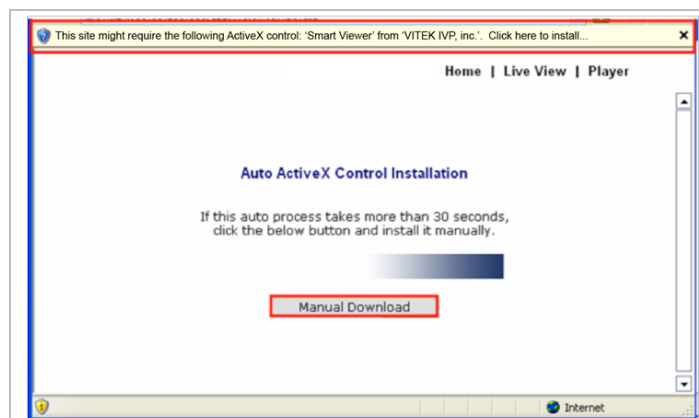 This site might require the following ActiveX control: 'Smart Viewer' from 'VITEK IVP, inc.'. Click here to install...
Home | Live View | Player
Auto ActiveX Control Installation
If this auto process takes more than 30 seconds,
click the below button and install it manually.
Manual Download
Internet